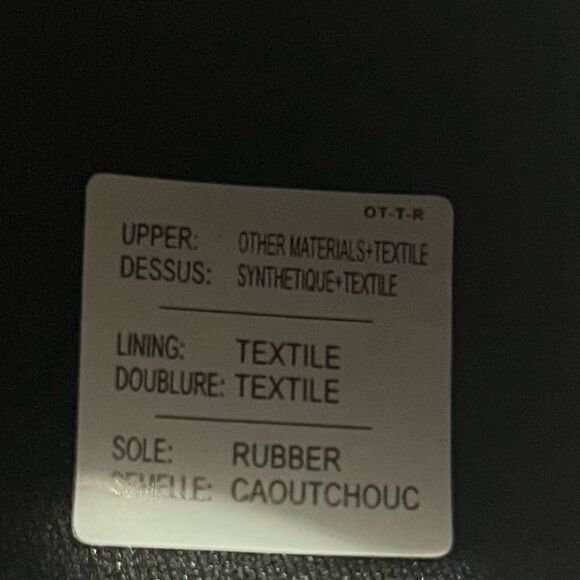 OT-T-R
UPPER: OTHER MATERIALS+TEXTILE
DESSUS: SYNTHETIQUE+TEXTILE
LINING: TEXTILE
DOUBLURE: TEXTILE
SOLE: RUBBER
SEMELLE: CAOUTCHOUC